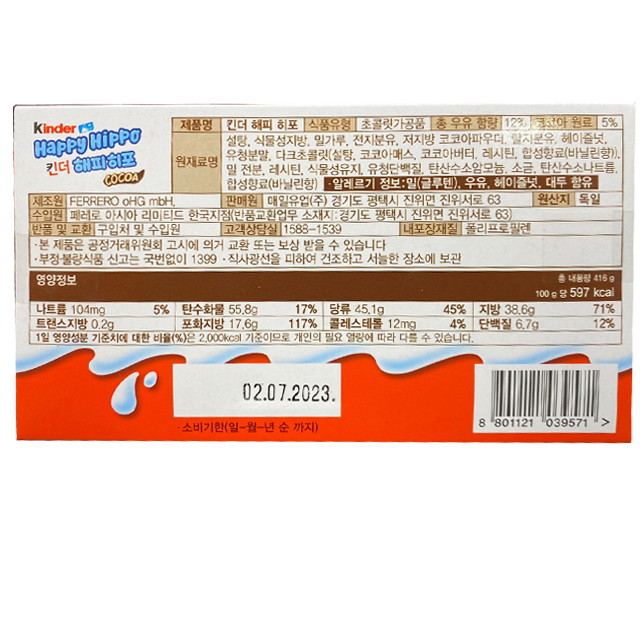 Kinder
Happy Hippo
킨더 해피 히포
COCOA
제품명 킨더 해피 히포 식품유형 초콜릿가공품 총 우유 함량 12% 코코아 원료 5%
원재료명 설탕, 식물성지방, 밀가루, 전지분유, 저지방 코코아파우더, 탈지분유, 헤이즐넛,
유청분말, 다크초콜릿(설탕, 코코아매스, 코코아버터, 레시틴, 합성향료(바닐린향)),
밀 전분, 레시틴, 식물성유지, 유청단백질, 탄산수소암모늄, 소금, 탄산수소나트륨,
합성향료(바닐린향) •알레르기 정보:밀(글루텐), 우유, 헤이즐넛, 대두 함유
제조원 FERRERO oHG mbH, 판매원 매일유업(주) 경기도 평택시 진위면 진위서로 63 원산지 독일
수입원 페레로 아시아 리미티드 한국지점(반품교환업무 소재지:경기도 평택시 진위면 진위서로 63)
반품 및 교환 구입처 및 수입원 고객상담실 1588-1539 내포장재질 폴리프로필렌
·본 제품은 공정거래위원회 고시에 의거 교환 또는 보상 받을 수 있습니다
·부정·불량식품 신고는 국번없이 1399 ·직사광선을 피하여 건조하고 서늘한 장소에 보관
영양정보 총 내용량 416 g
100 g 당 597 kcal
나트륨 104mg 5% 탄수화물 55.8g 17% 당류 45.1g 45% 지방 38.6g 71%
트랜스지방 0.2g 포화지방 17.6g 117% 콜레스테롤 12mg 4% 단백질 6.7g 12%
1일 영양성분 기준치에 대한 비율(%)은 2,000kcal 기준이므로 개인의 필요 열량에 따라 다를 수 있습니다.
02.07.2023.
·소비기한(일-월-년 순 까지)
8 801121 039571 >